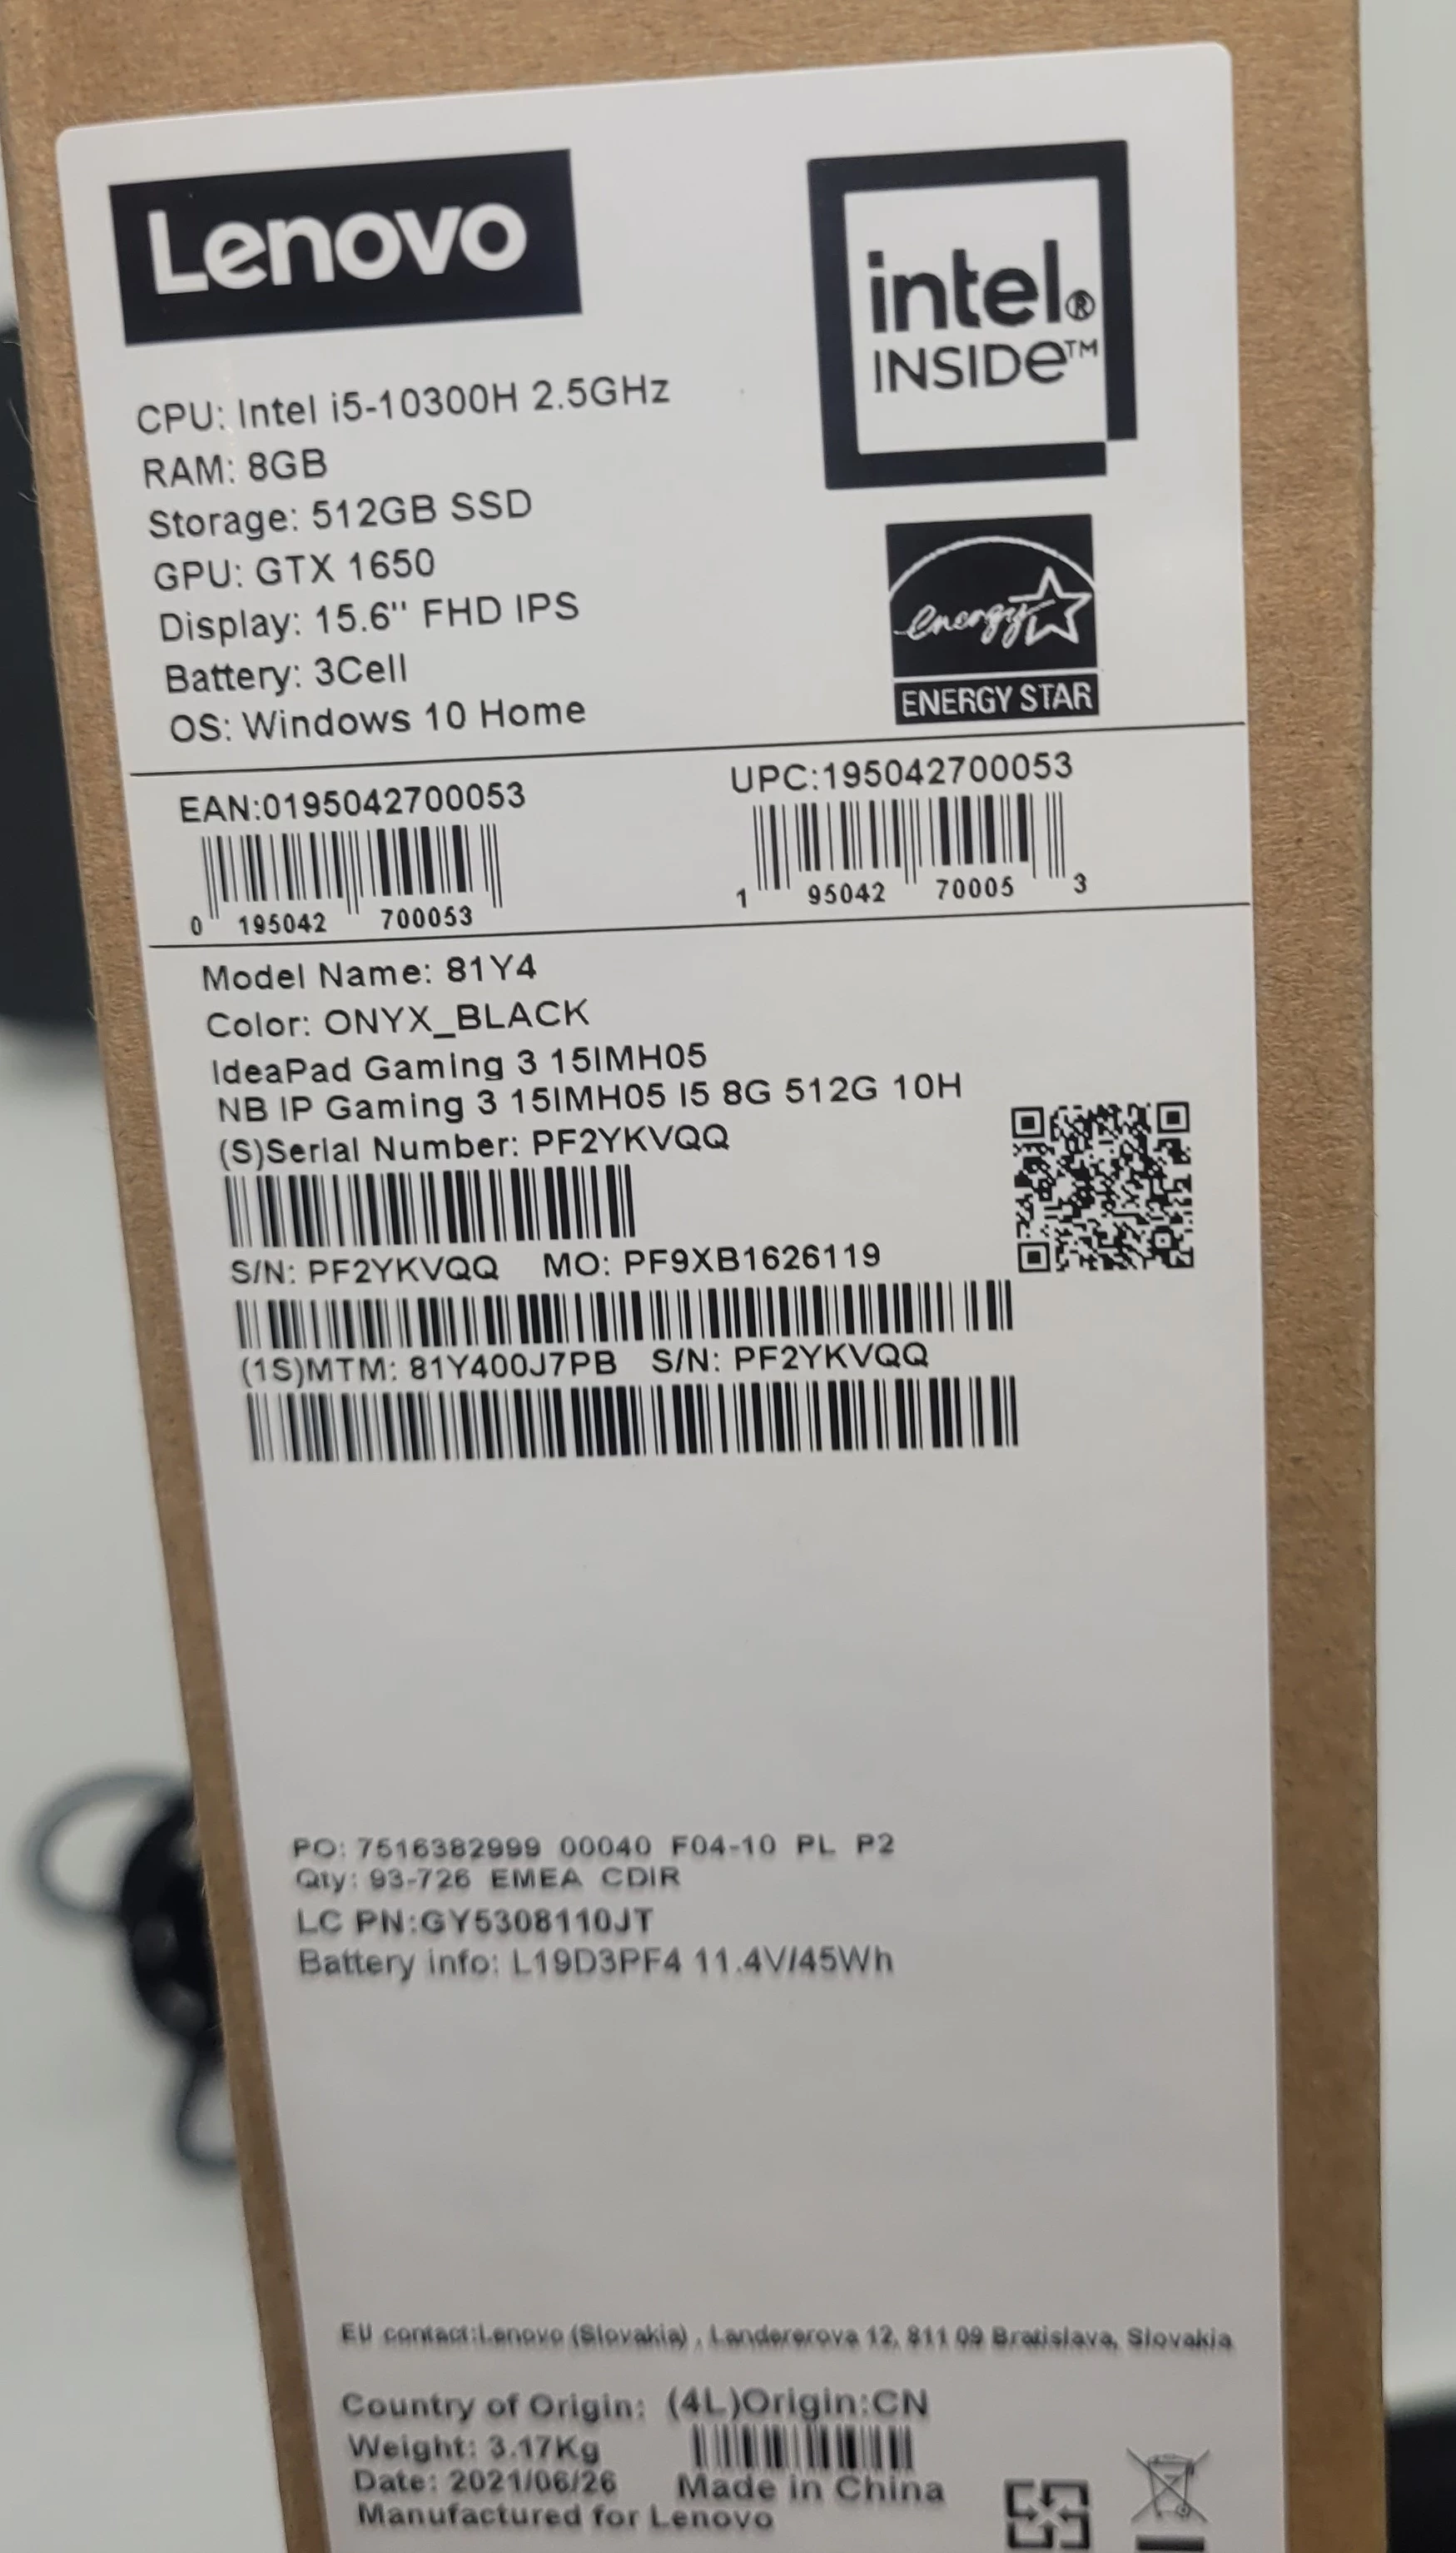 Lenovo
intel®
INSIDe™
CPU: Intel i5-10300H 2.5GHz
RAM: 8GB
Storage: 512GB SSD
GPU: GTX 1650
Display: 15.6" FHD IPS
Battery: 3Cell
OS: Windows 10 Home
energy
ENERGY STAR
EAN:0195042700053
0 195042 700053
UPC:195042700053
1 95042 70005 3
Model Name: 81Y4
Color: ONYX_BLACK
IdeaPad Gaming 3 15IMH05
NB IP Gaming 3 15IMH05 I5 8G 512G 10H
(S)Serial Number: PF2YKVQQ
S/N: PF2YKVQQ MO: PF9XB1626119
(1S)MTM: 81Y400J7PB S/N: PF2YKVQQ
PO: 7516382999 00040 F04-10 PL P2
Qty: 93-726 EMEA CDIR
LC PN:GY5308110JT
Battery info: L19D3PF4 11.4V/45Wh
EU contact:Lenovo (Slovakia) , Landererova 12, 811 09 Bratislava, Slovakia
Country of Origin: (4L)Origin:CN
Weight: 3.17Kg
Date: 2021/06/26 Made in China
Manufactured for Lenovo